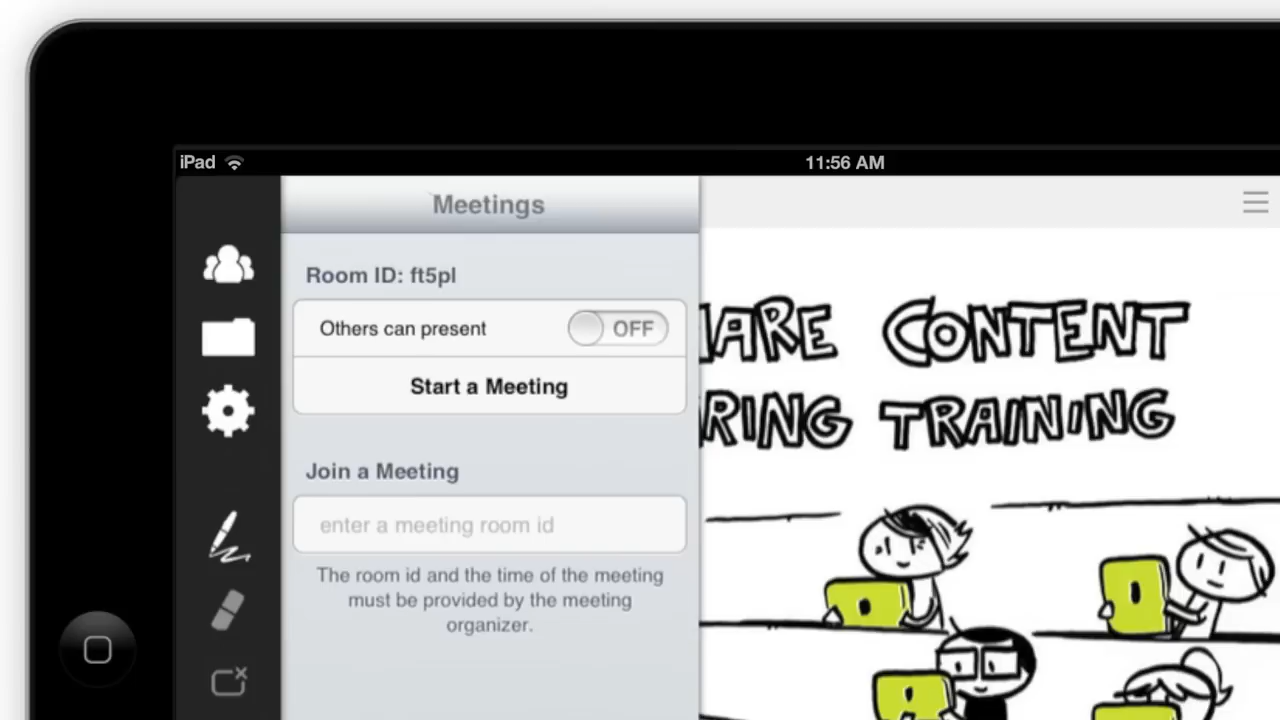 iPad
11:56 AM
Meetings
Room ID: ft5pl
Others can present
OFF
Start a Meeting
Join a Meeting
enter a meeting room id
The room id and the time of the meeting
must be provided by the meeting
organizer.
ARE CONTENT
RING TRAINING